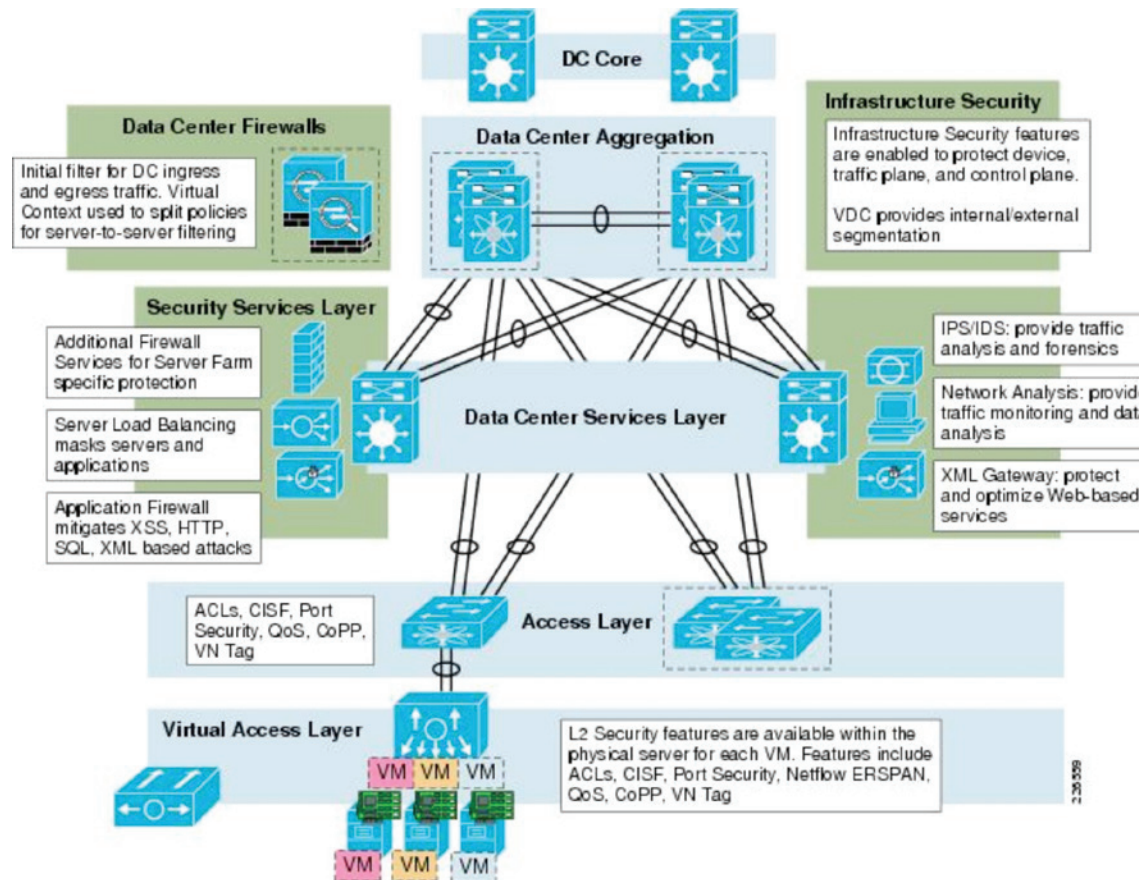 DC Core
Data Center Firewalls
Initial filter for DC ingress
and egress traffic. Virtual
Context used to split policies
for server-to-server filtering
Data Center Aggregation
Infrastructure Security
Infrastructure Security features
are enabled to protect device,
traffic plane, and control plane.
VDC provides internal/external
segmentation
Security Services Layer
Additional Firewall
Services for Server Farm
specific protection
Server Load Balancing
masks servers and
applications
Application Firewall
mitigates XSS, HTTP,
SQL, XML based attacks
Data Center Services Layer
IPS/IDS: provide traffic
analysis and forensics
Network Analysis: provide
traffic monitoring and data
analysis
XML Gateway: protect
and optimize Web-based
services
ACLs, CISF, Port
Security, QoS, CoPP,
VN Tag
Access Layer
Virtual Access Layer
L2 Security features are available within the
physical server for each VM. Features include
ACLs, CISF, Port Security, Netflow ERSPAN,
QoS, CoPP, VN Tag
VM VM VM
VM VM VM
226559